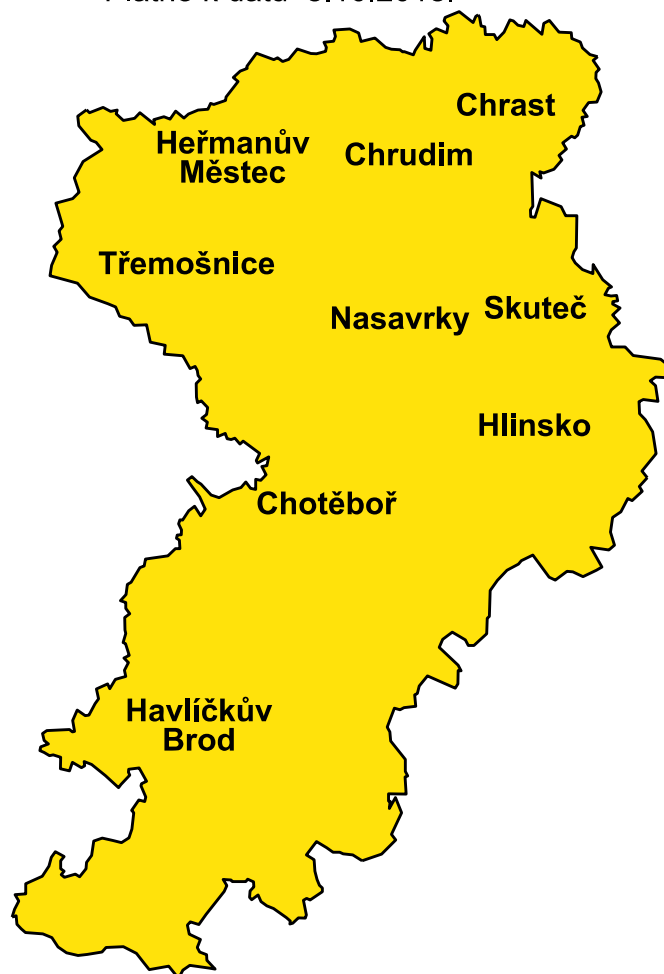 Chrast
Heřmanův
Městec
Chrudim
Třemošnice
Nasavrky
Skuteč
Hlinsko
Chotěboř
Havlíčkův
Brod